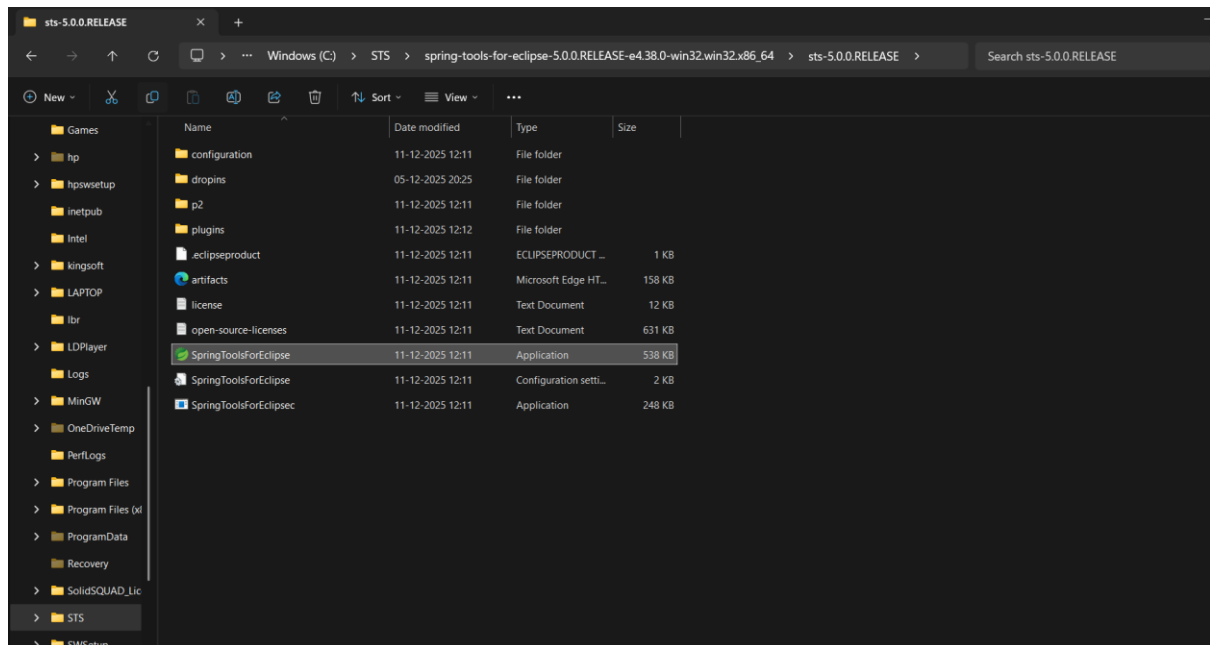 sts-5.0.0.RELEASE
Windows (C:) > STS > spring-tools-for-eclipse-5.0.0.RELEASE-e4.38.0-win32.win32.x86_64 > sts-5.0.0.RELEASE >
Search sts-5.0.0.RELEASE
New Sort View
Games
hp
hpswsetup
inetpub
Intel
kingsoft
LAPTOP
lbr
LDPlayer
Logs
MinGW
OneDriveTemp
PerfLogs
Program Files
Program Files (x
ProgramData
Recovery
SolidSQUAD_Lic
STS
SWSetup
Name Date modified Type Size
configuration 11-12-2025 12:11 File folder
dropins 05-12-2025 20:25 File folder
p2 11-12-2025 12:11 File folder
plugins 11-12-2025 12:12 File folder
.eclipseproduct 11-12-2025 12:11 ECLIPSEPRODUCT ... 1 KB
artifacts 11-12-2025 12:11 Microsoft Edge HT... 158 KB
license 11-12-2025 12:11 Text Document 12 KB
open-source-licenses 11-12-2025 12:11 Text Document 631 KB
SpringToolsForEclipse 11-12-2025 12:11 Application 538 KB
SpringToolsForEclipse 11-12-2025 12:11 Configuration setti... 2 KB
SpringToolsForEclipsec 11-12-2025 12:11 Application 248 KB